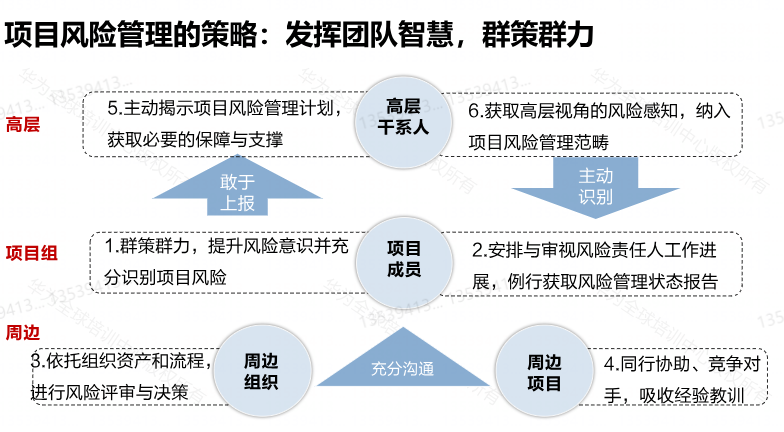 项目风险管理的策略：发挥团队智慧，群策群力
高层
5.主动揭示项目风险管理计划，
获取必要的保障与支撑
高层
干系人
6.获取高层视角的风险感知，纳入
项目风险管理范畴
敢于
上报
主动
识别
项目组
1.群策群力，提升风险意识并充
分识别项目风险
项目
成员
2.安排与审视风险责任人工作进
展，例行获取风险管理状态报告
周边
3.依托组织资产和流程，
进行风险评审与决策
周边
组织
充分沟通
周边
项目
4.同行协助、竞争对
手，吸收经验教训